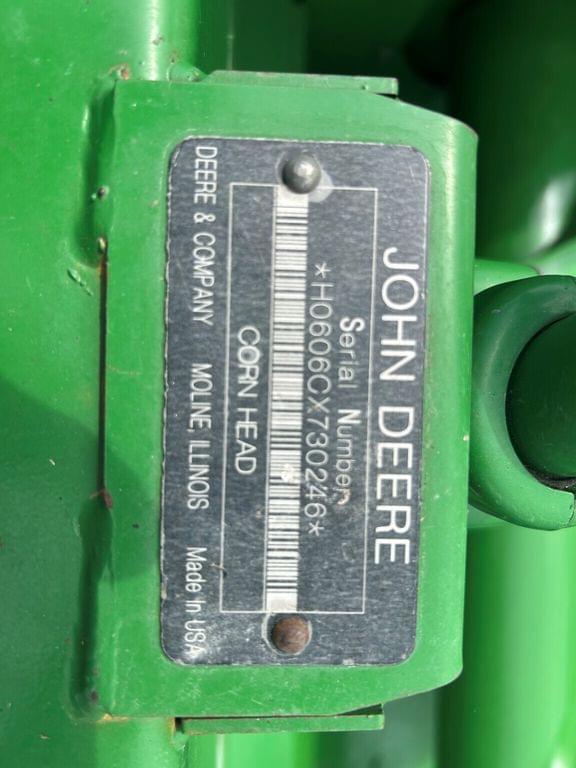 JOHN DEERE
Serial Number
*H0606CX730246*
CORN HEAD
DEERE & COMPANY MOLINE, ILLINOIS Made In USA